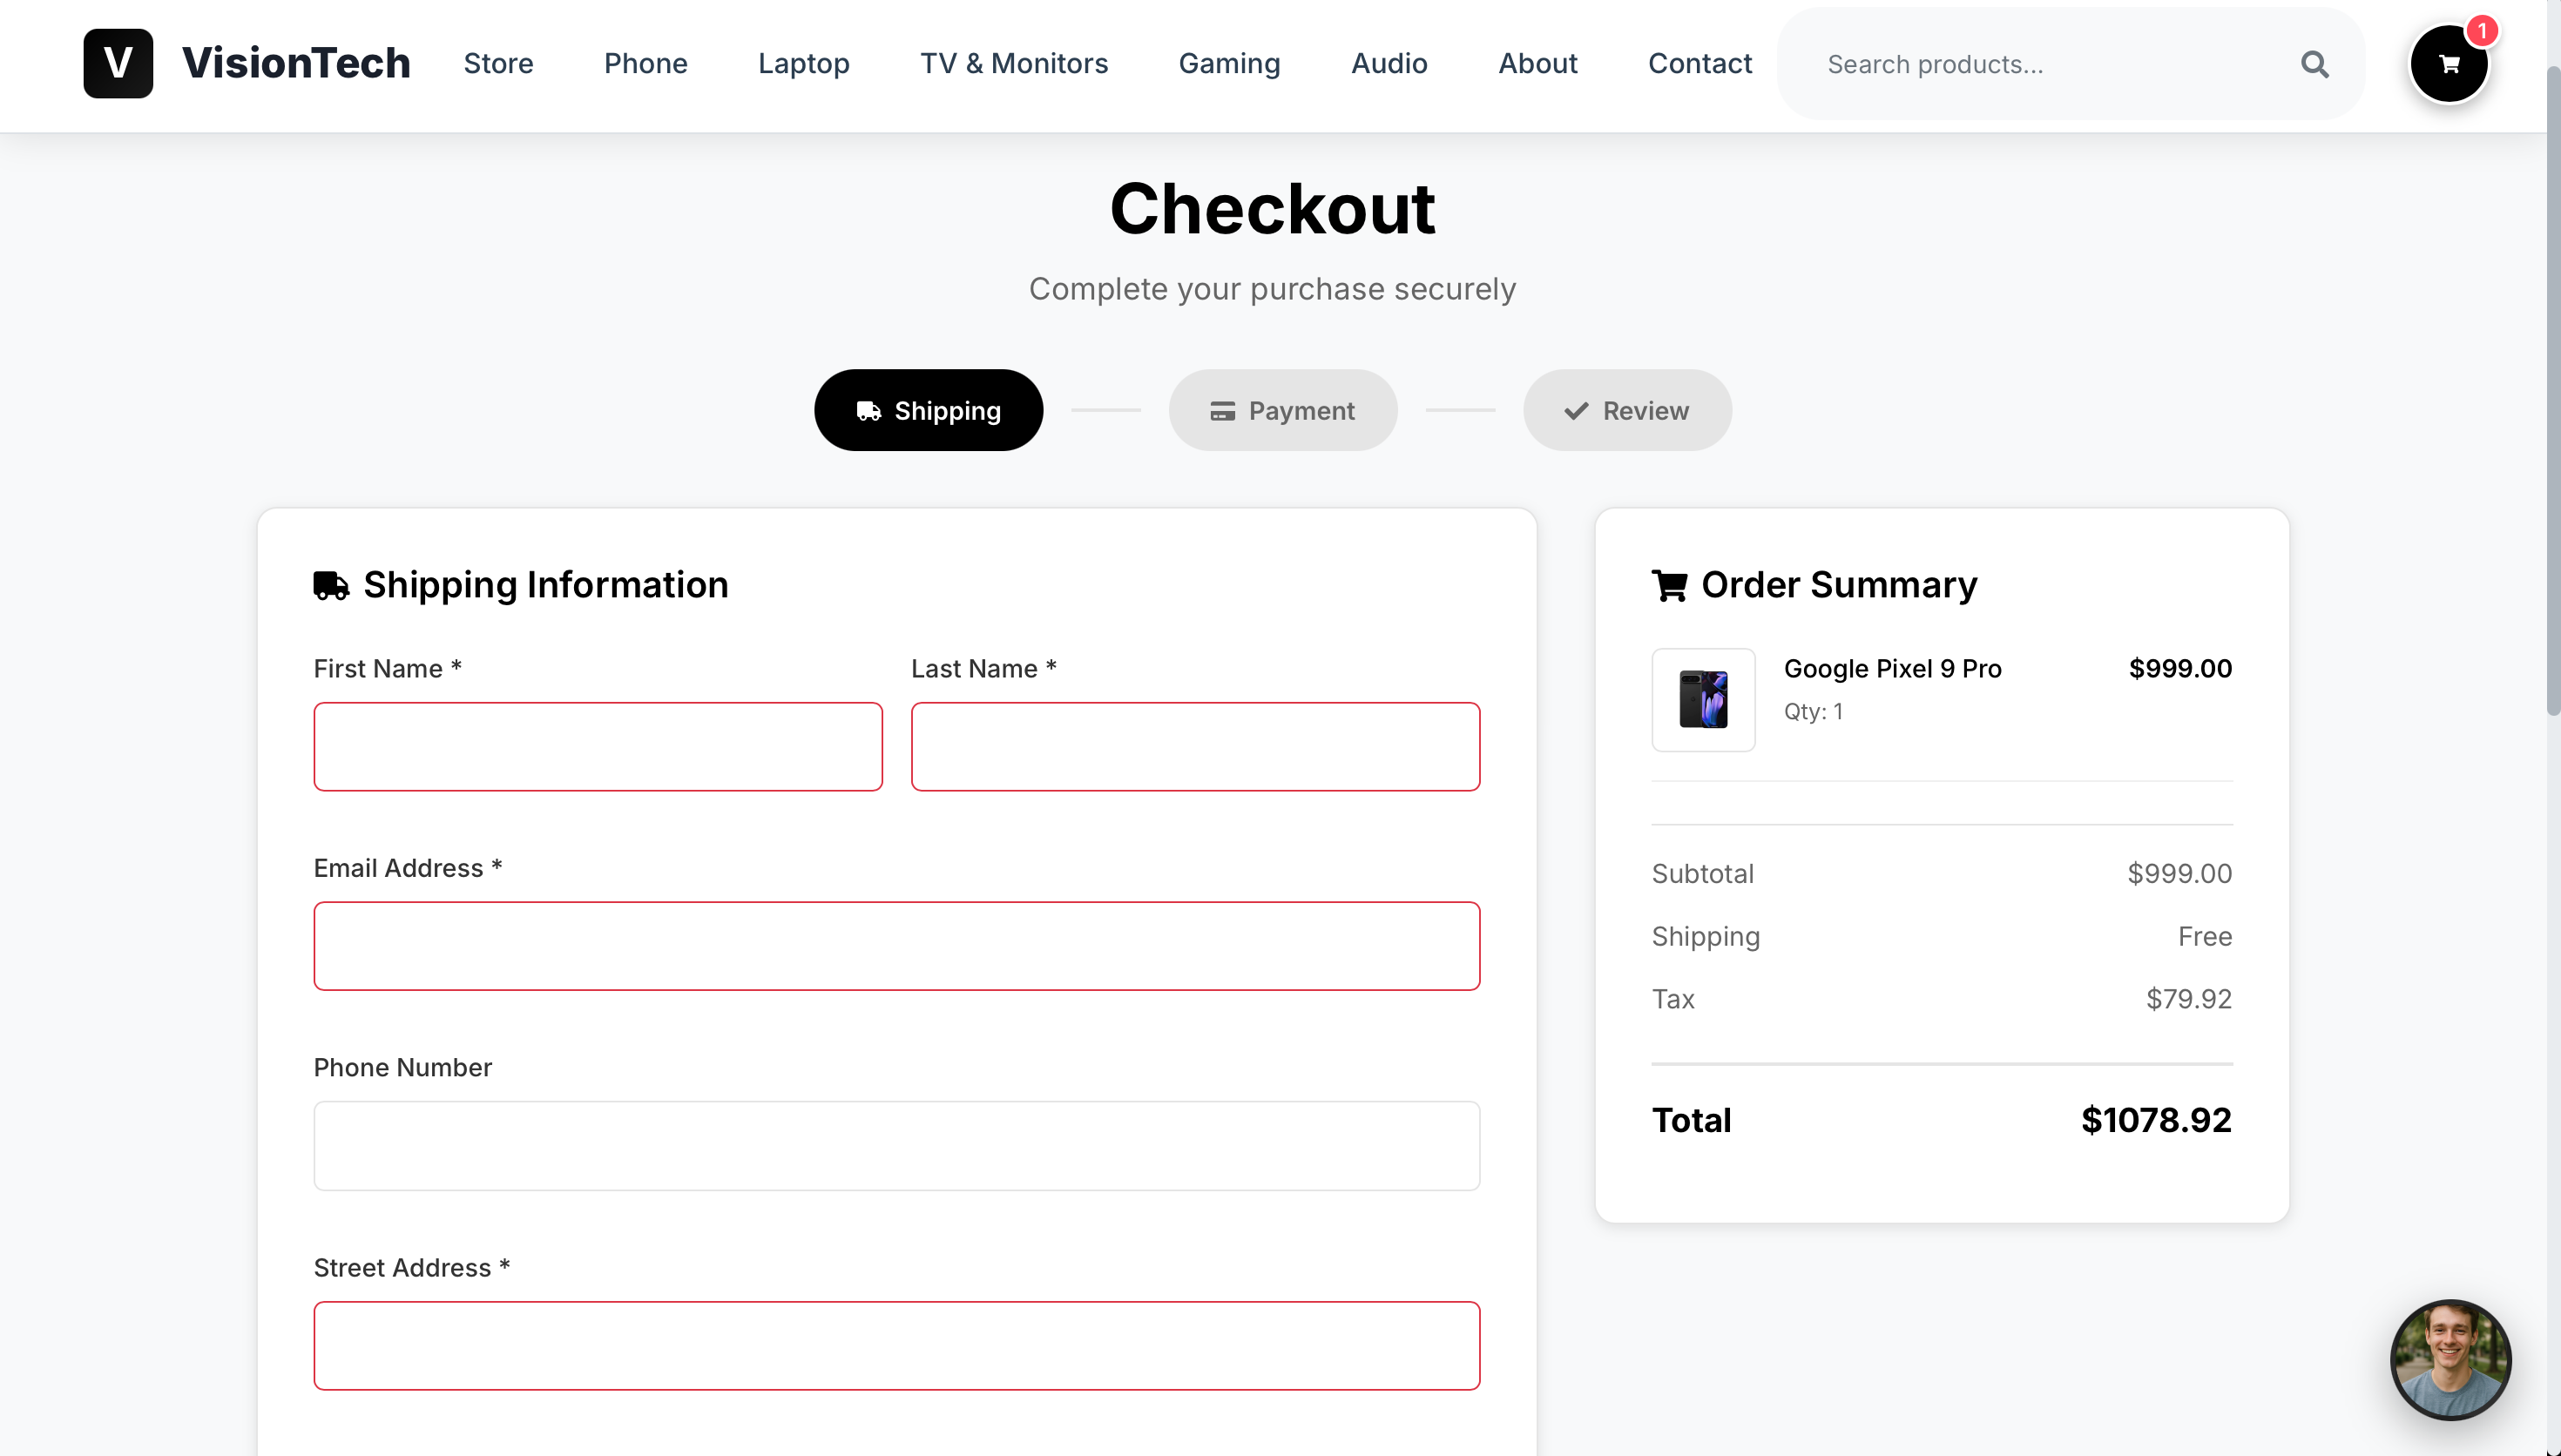 V VisionTech Store Phone Laptop TV & Monitors Gaming Audio About Contact Search products... 1
Checkout
Complete your purchase securely
Shipping Payment Review
Shipping Information
First Name * Last Name *
Email Address *
Phone Number
Street Address *
Order Summary
Google Pixel 9 Pro $999.00
Qty: 1
Subtotal $999.00
Shipping Free
Tax $79.92
Total $1078.92